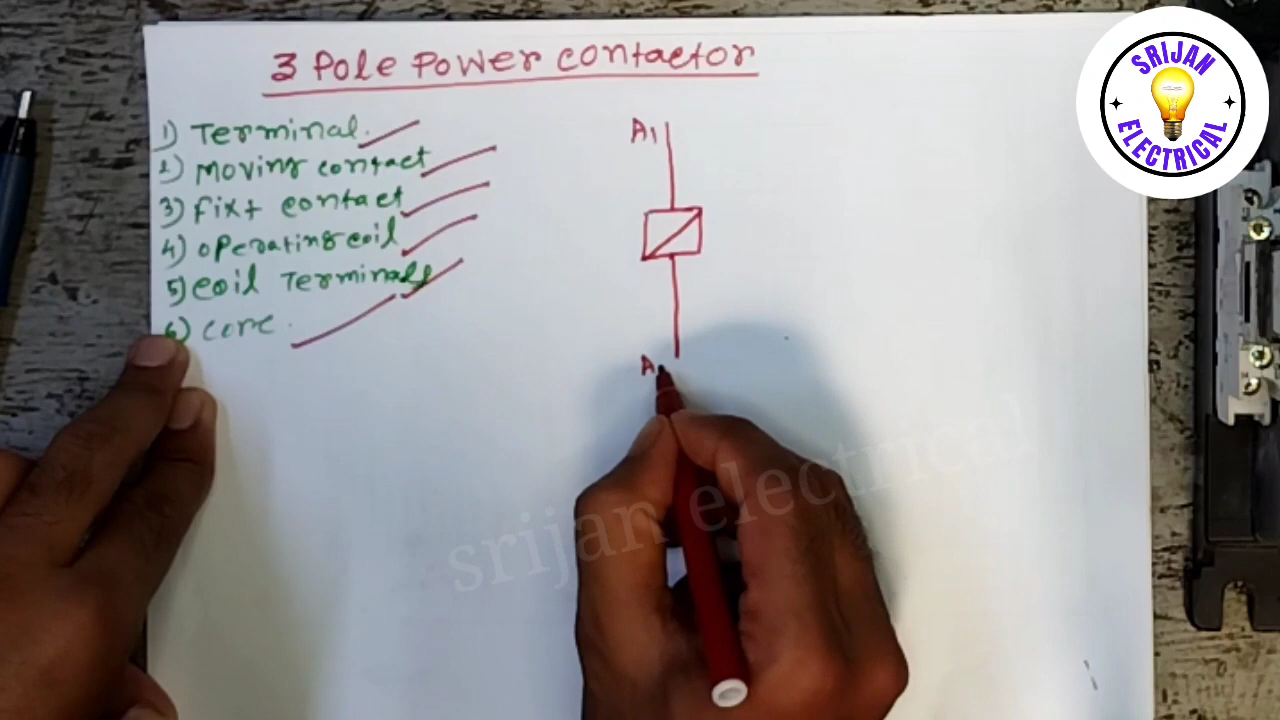 3 Pole Power contactor
1) Terminal.
2) Moving contact
3) Fixt contact
4) operating coil
5) coil Terminals
6) core.
A1
A
SRIJAN
ELECTRICAL
srijan electrical